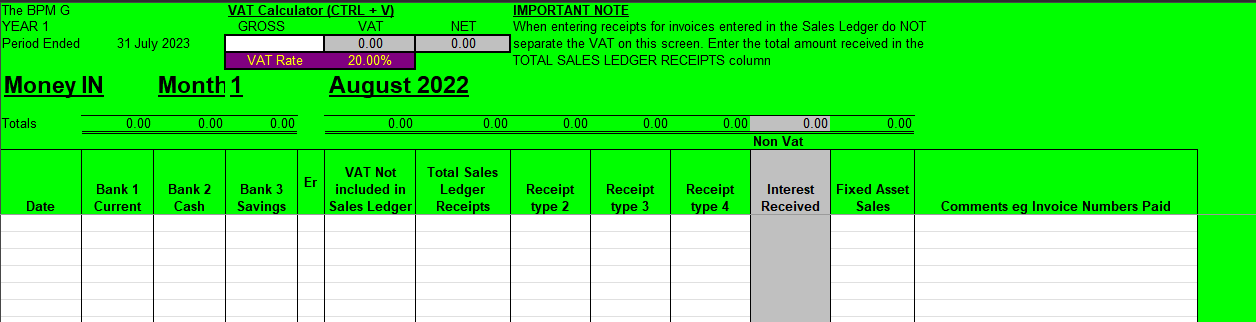 The BPM G VAT Calculator (CTRL + V) IMPORTANT NOTE
YEAR 1 GROSS VAT NET When entering receipts for invoices entered in the Sales Ledger do NOT
Period Ended 31 July 2023 0.00 0.00 separate the VAT on this screen. Enter the total amount received in the
VAT Rate 20.00% TOTAL SALES LEDGER RECEIPTS column
Money IN Month 1 August 2022
Totals 0.00 0.00 0.00 0.00 0.00 0.00 0.00 0.00 0.00 0.00
Non Vat
VAT Not Total Sales
Bank 1 Bank 2 Bank 3 Er included in Ledger Receipt Receipt Receipt Interest Fixed Asset
Date Current Cash Savings Sales Ledger Receipts type 2 type 3 type 4 Received Sales Comments eg Invoice Numbers Paid